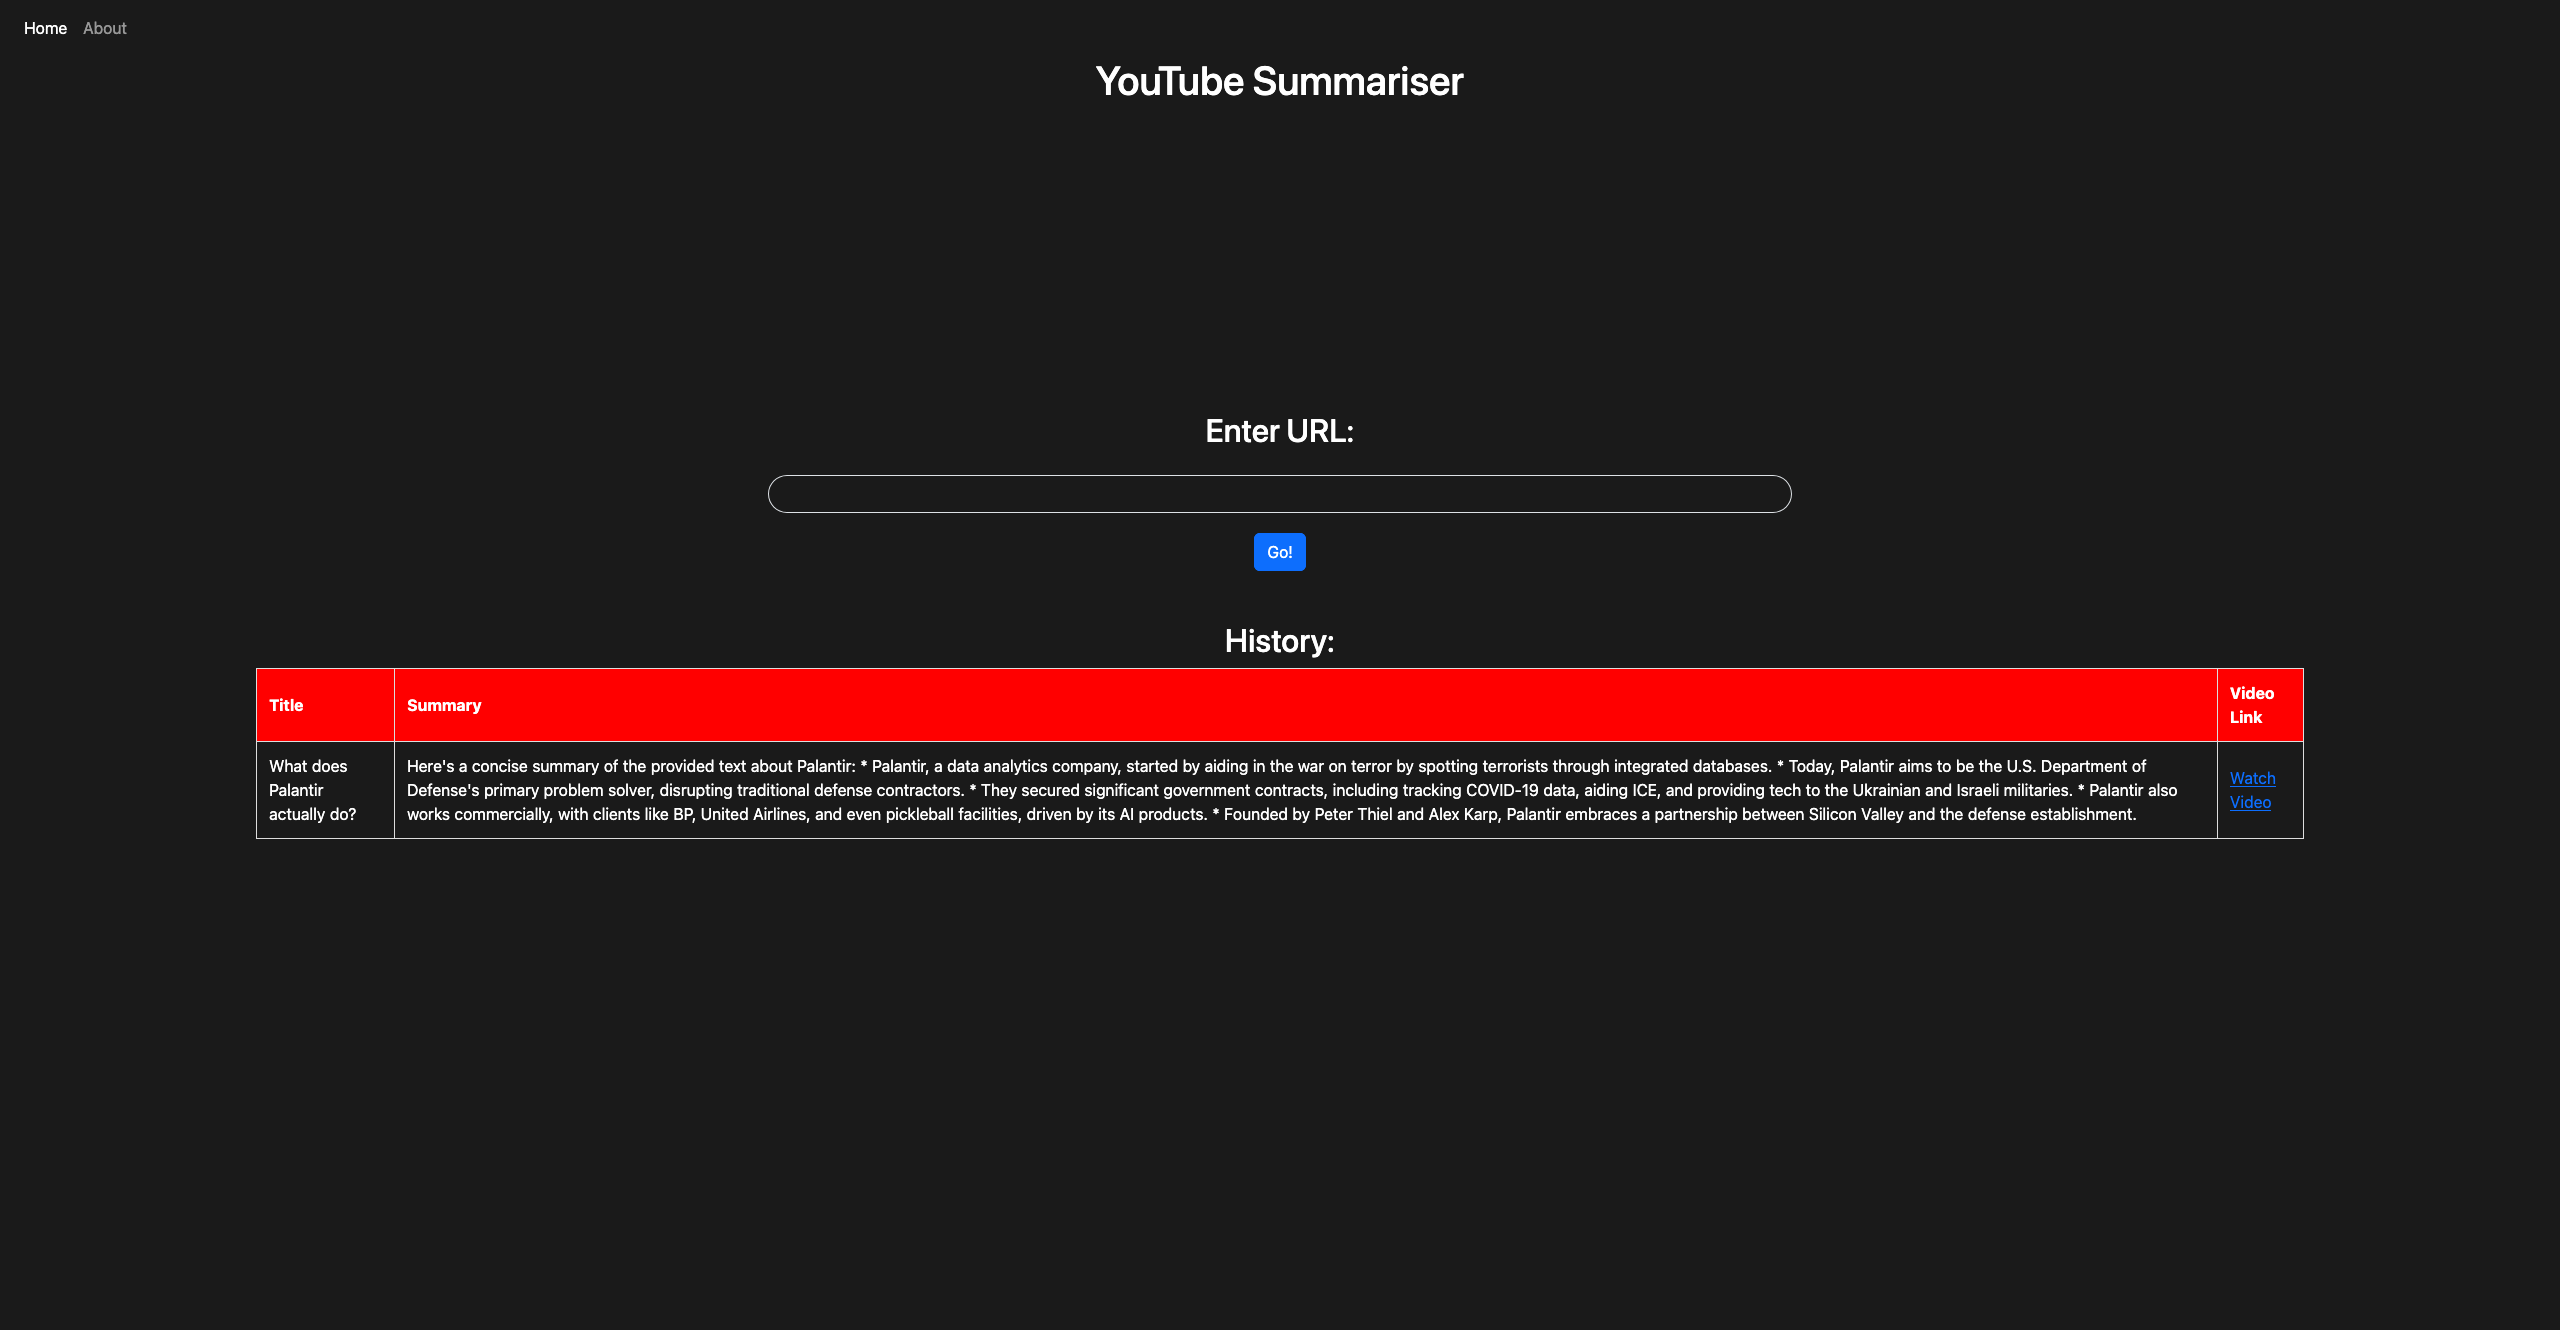 Home About
YouTube Summariser
Enter URL:
Go!
History:
Title
Summary
Video
Link
What does
Palantir
actually do?
Here's a concise summary of the provided text about Palantir: * Palantir, a data analytics company, started by aiding in the war on terror by spotting terrorists through integrated databases. * Today, Palantir aims to be the U.S. Department of
Defense's primary problem solver, disrupting traditional defense contractors. * They secured significant government contracts, including tracking COVID-19 data, aiding ICE, and providing tech to the Ukrainian and Israeli militaries. * Palantir also
works commercially, with clients like BP, United Airlines, and even pickleball facilities, driven by its AI products. * Founded by Peter Thiel and Alex Karp, Palantir embraces a partnership between Silicon Valley and the defense establishment.
Watch
Video